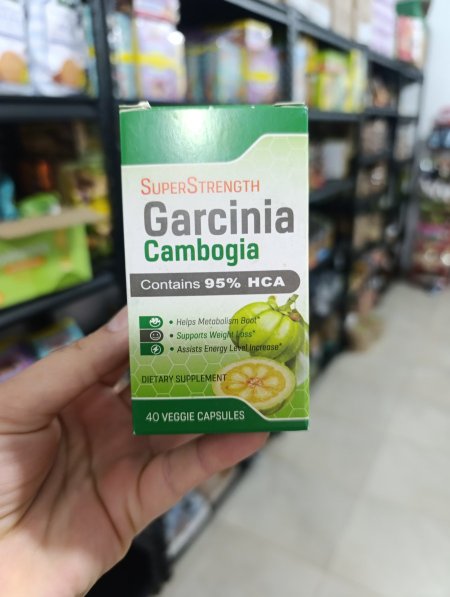 SUPERSTRENGTH
Garcinia
Cambogia
Contains 95% HCA
• Helps Metabolism Boot*
• Supports Weight Loss*
• Assists Energy Level Increase*
DIETARY SUPPLEMENT
40 VEGGIE CAPSULES